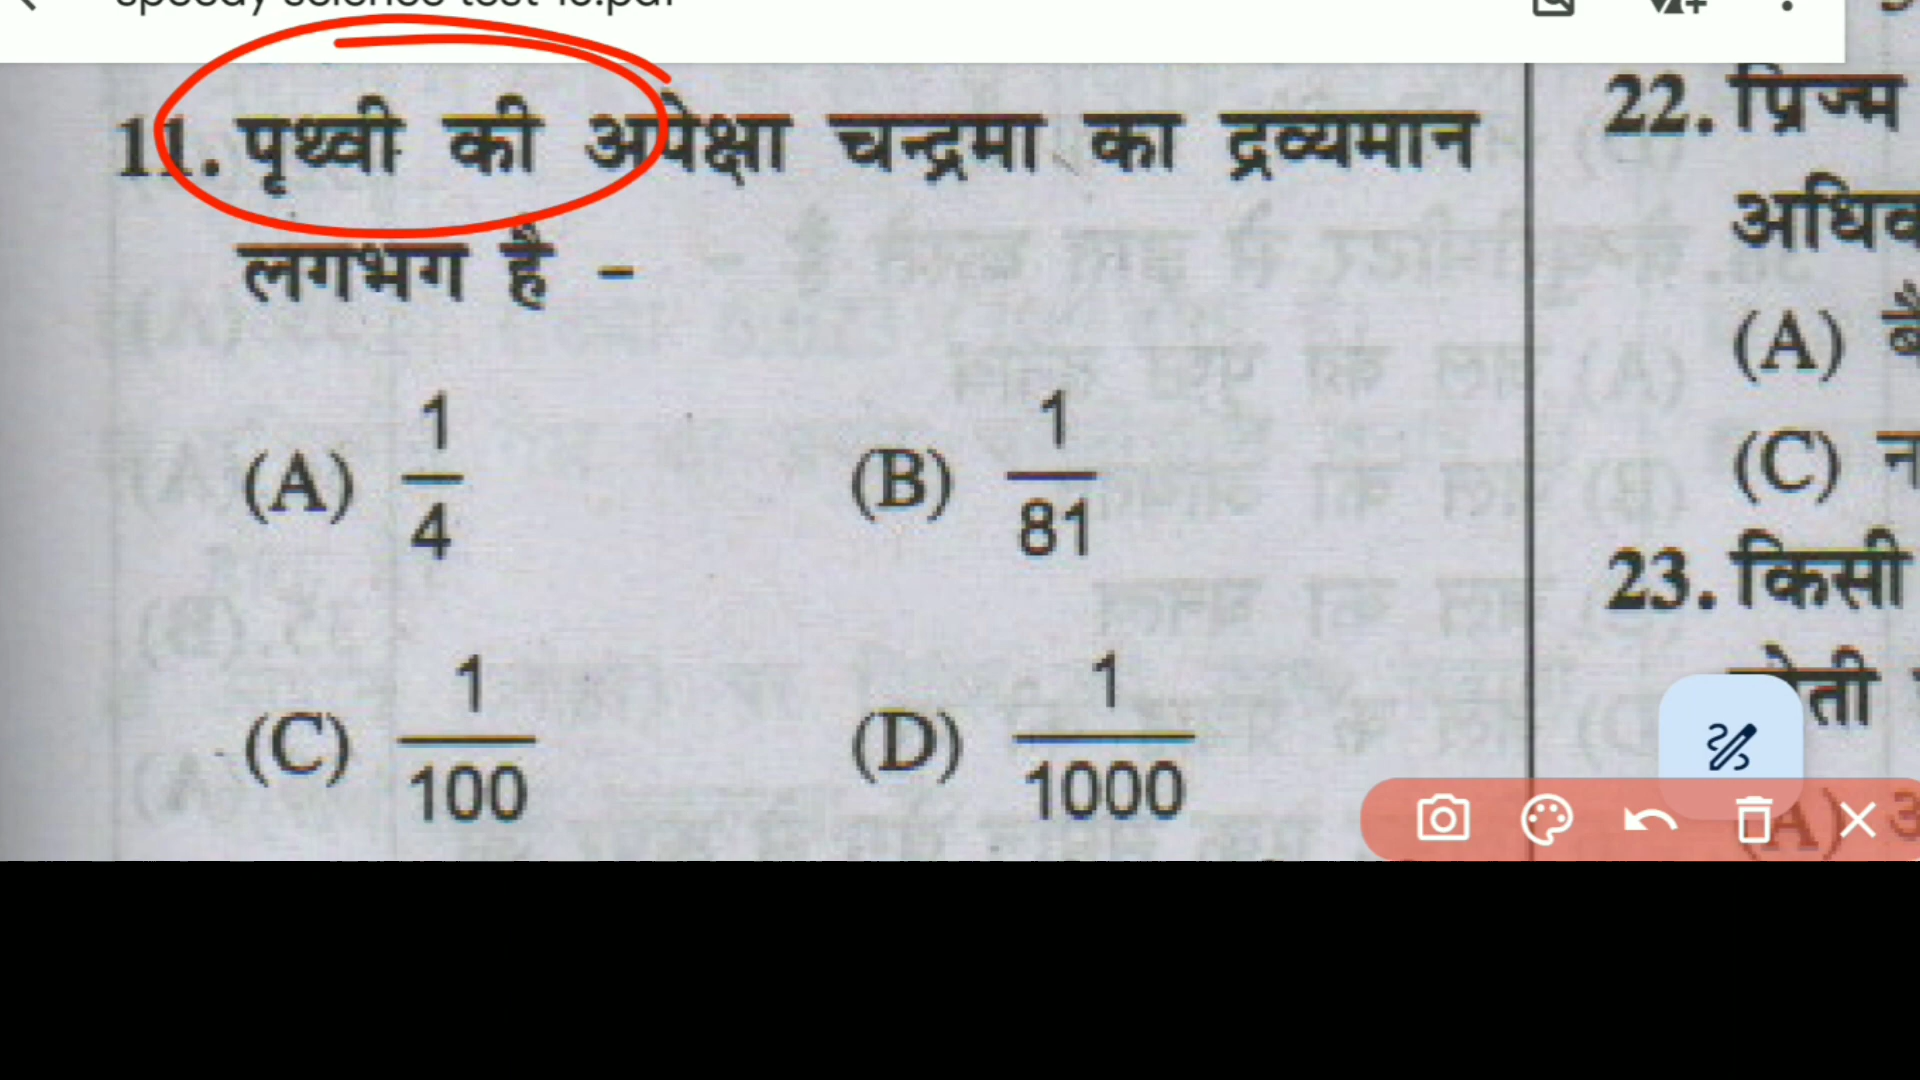 11. पृथ्वी की अपेक्षा चन्द्रमा का द्रव्यमान
लगभग है –
(A) 1/4
(B) 1/81
(C) 1/100
(D) 1/1000
22. प्रिज्म
(A)
(C)
23. किसी
(A)